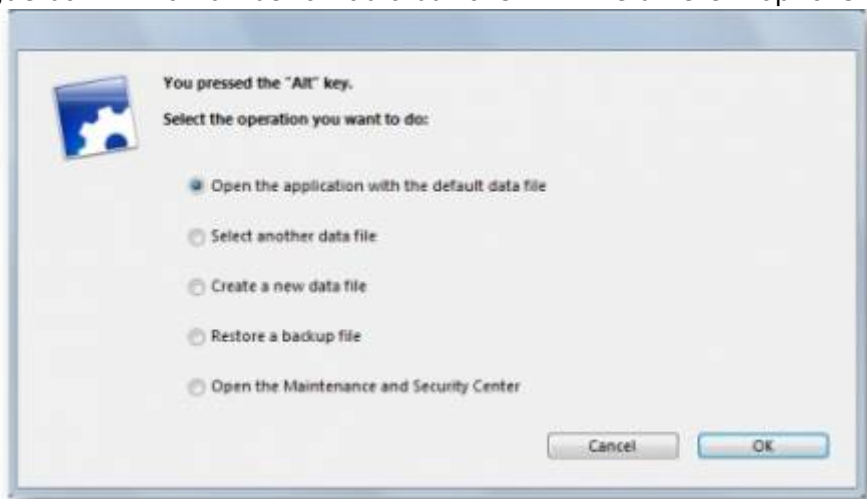 You pressed the "Alt" key.
Select the operation you want to do:
Open the application with the default data file
Select another data file
Create a new data file
Restore a backup file
Open the Maintenance and Security Center
Cancel OK